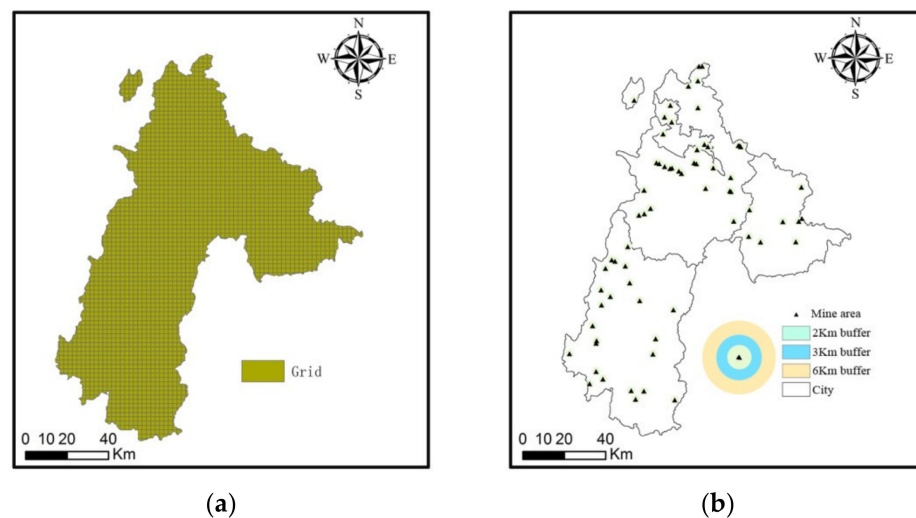 N
W E
S
Grid
0 10 20 40
Km
(a)
N
W E
S
Mine area
2Km buffer
3Km buffer
6Km buffer
City
0 10 20 40
Km
(b)